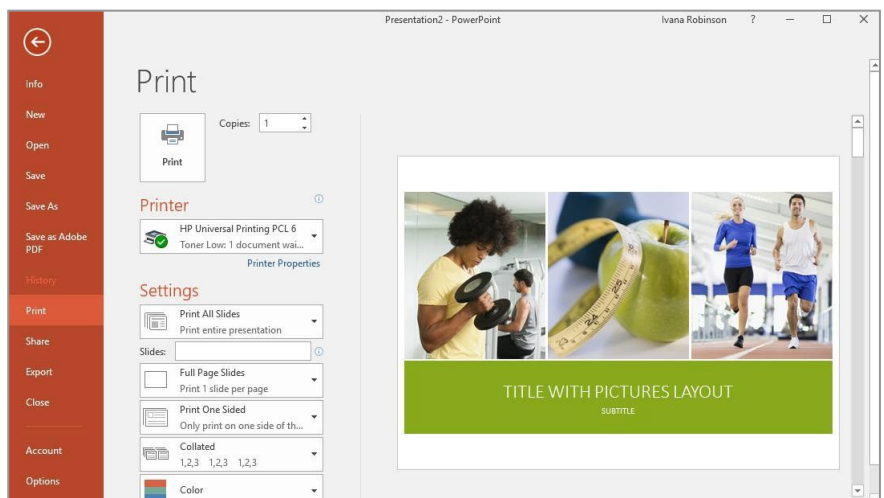 Presentation2 - PowerPoint
Ivana Robinson
?
Info
New
Open
Save
Save As
Save as Adobe
PDF
History
Print
Share
Export
Close
Account
Options
Print
Print
Copies: 1
Printer
HP Universal Printing PCL 6
Toner Low: 1 document wai...
Printer Properties
Settings
Print All Slides
Print entire presentation
Slides:
Full Page Slides
Print 1 slide per page
Print One Sided
Only print on one side of th...
Collated
1,2,3 1,2,3 1,2,3
Color
23
24
25
TITLE WITH PICTURES LAYOUT
SUBTITLE